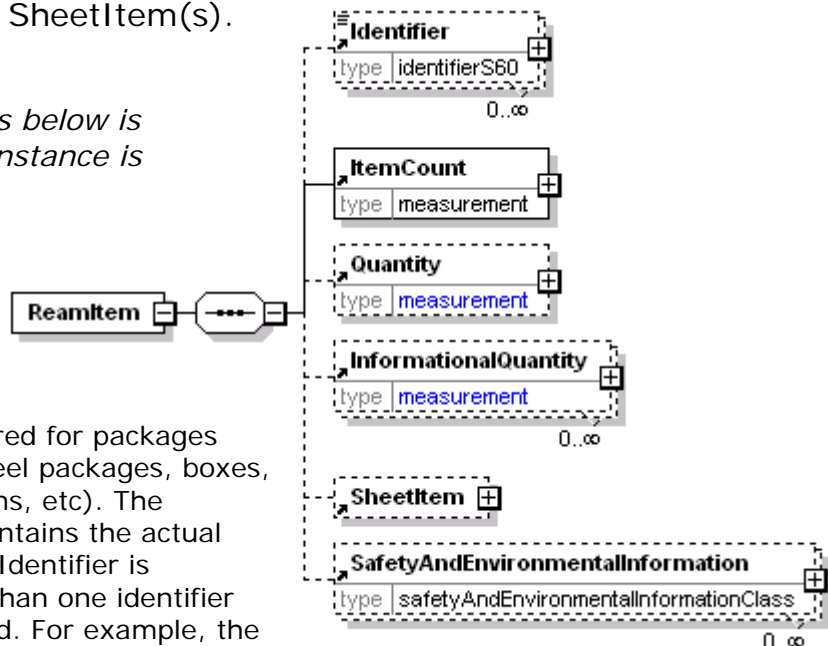 SheetItem(s).
s below is
nstance is
red for packages
eel packages, boxes,
ns, etc). The
ntains the actual
Identifier is
than one identifier
d. For example, the
ReamItem
Identifier
type identifierS60
0..∞
ItemCount
type measurement
Quantity
type measurement
InformationalQuantity
type measurement
0..∞
SheetItem
SafetyAndEnvironmentalInformation
type safetyAndEnvironmentalInformationClass
0..∞